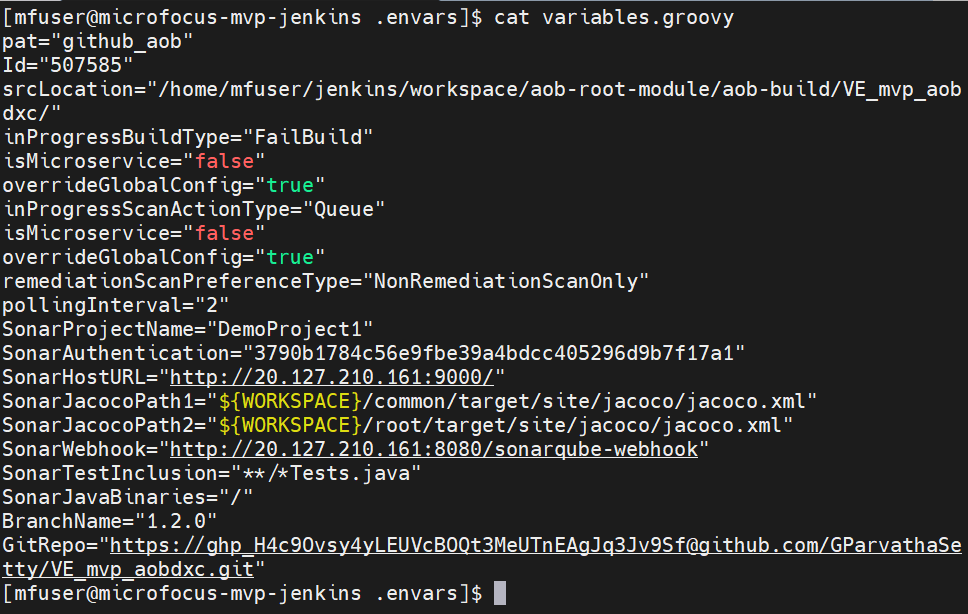 [mfuser@microfocus-mvp-jenkins .envars]$ cat variables.groovy
pat="github_aob"
Id="507585"
srcLocation="/home/mfuser/jenkins/workspace/aob-root-module/aob-build/VE_mvp_aob
dxc/"
inProgressBuildType="FailBuild"
isMicroservice="false"
overrideGlobalConfig="true"
inProgressScanActionType="Queue"
isMicroservice="false"
overrideGlobalConfig="true"
remediationScanPreferenceType="NonRemediationScanOnly"
pollingInterval="2"
SonarProjectName="DemoProject1"
SonarAuthentication="3790b1784c56e9fbe39a4bdcc405296d9b7f17a1"
SonarHostURL="http://20.127.210.161:9000/"
SonarJacocoPath1="${WORKSPACE}/common/target/site/jacoco/jacoco.xml"
SonarJacocoPath2="${WORKSPACE}/root/target/site/jacoco/jacoco.xml"
SonarWebhook="http://20.127.210.161:8080/sonarqube-webhook"
SonarTestInclusion="**/*Tests.java"
SonarJavaBinaries="/"
BranchName="1.2.0"
GitRepo="https://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@github.com/GParvathaSe
tty/VE_mvp_aobdxc.git"
[mfuser@microfocus-mvp-jenkins .envars]$